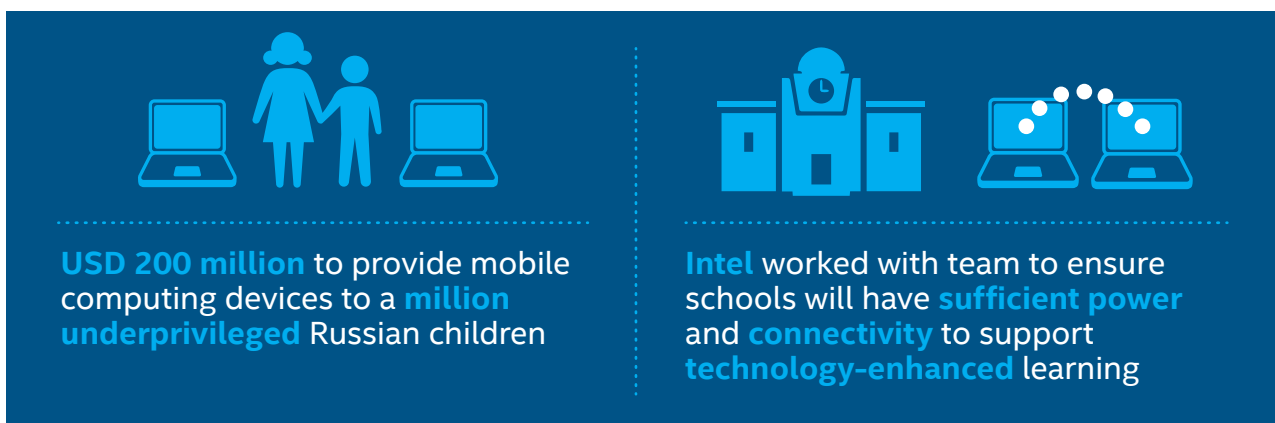 USD 200 million to provide mobile
computing devices to a million
underprivileged Russian children
Intel worked with team to ensure
schools will have sufficient power
and connectivity to support
technology-enhanced learning